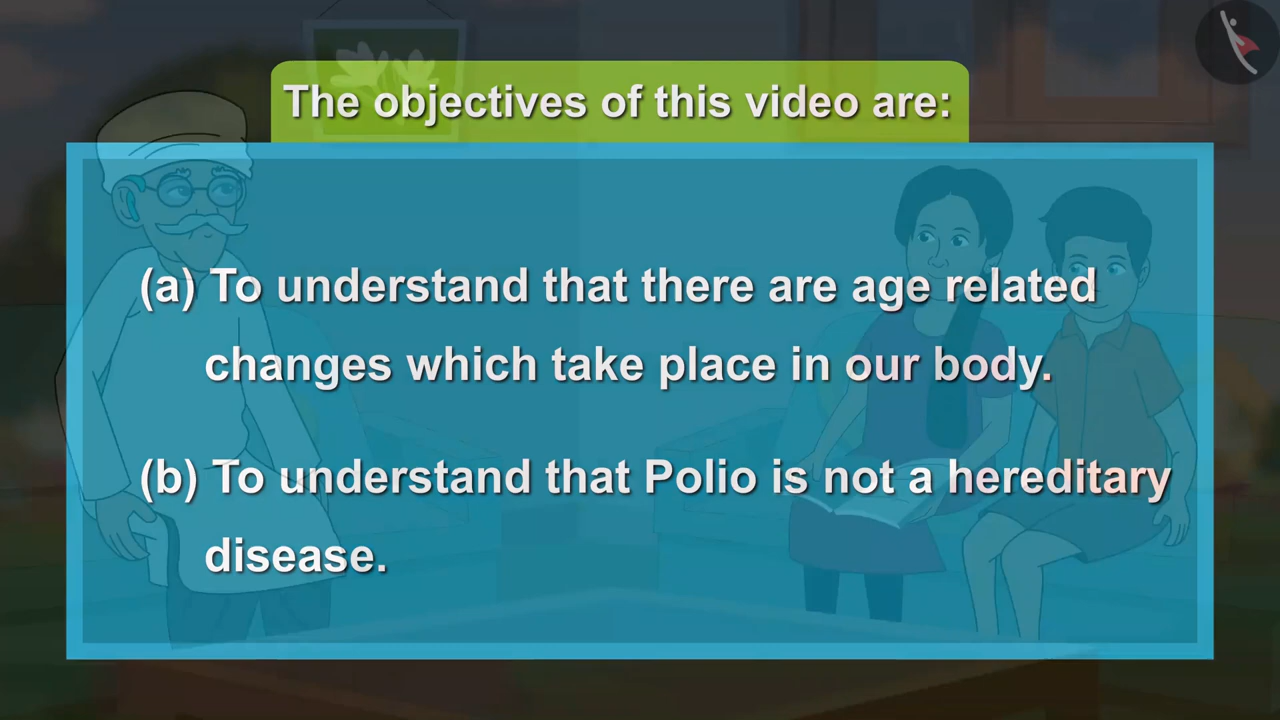 The objectives of this video are:
(a) To understand that there are age related
changes which take place in our body.
(b) To understand that Polio is not a hereditary
disease.